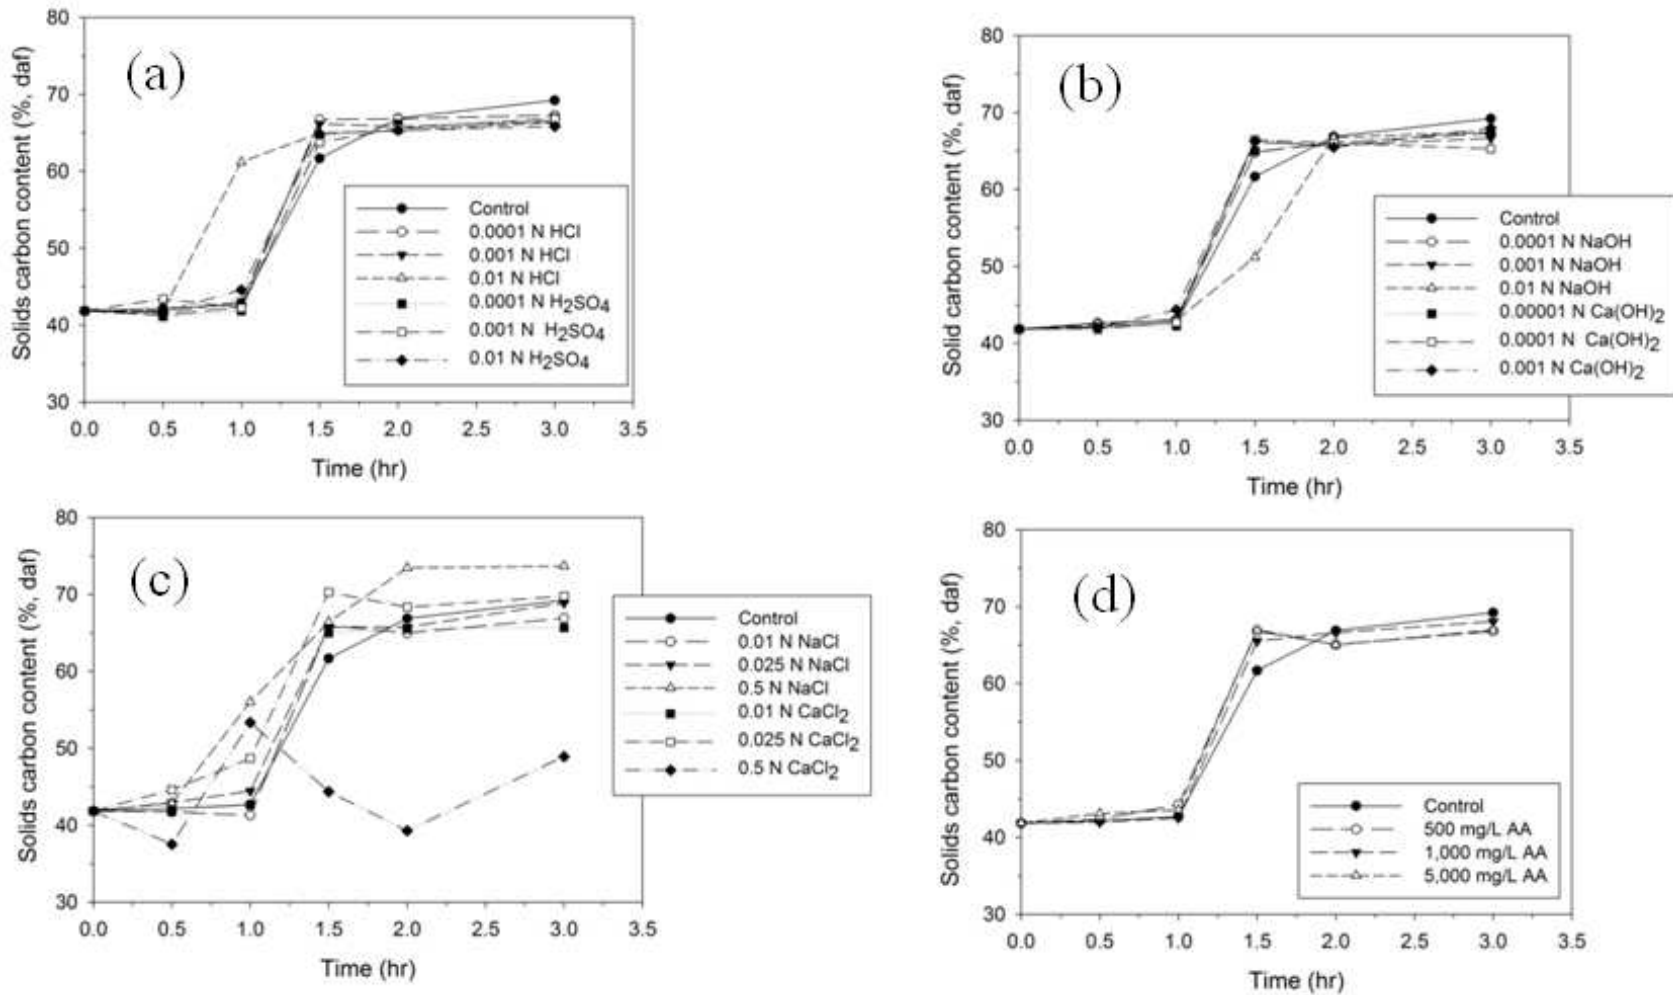 (a)
Solids carbon content (%, daf)
80
70
60
50
40
30
0.0 0.5 1.0 1.5 2.0 2.5 3.0 3.5
Time (hr)
Control
0.0001 N HCl
0.001 N HCl
0.01 N HCl
0.0001 N H2SO4
0.001 N H2SO4
0.01 N H2SO4
(b)
Solid carbon content (%, daf)
80
70
60
50
40
30
0.0 0.5 1.0 1.5 2.0 2.5 3.0 3.5
Time (hr)
Control
0.0001 N NaOH
0.001 N NaOH
0.01 N NaOH
0.00001 N Ca(OH)2
0.0001 N Ca(OH)2
0.001 N Ca(OH)2
(c)
Solids carbon content (%, daf)
80
70
60
50
40
30
0.0 0.5 1.0 1.5 2.0 2.5 3.0 3.5
Time (hr)
Control
0.01 N NaCl
0.025 N NaCl
0.5 N NaCl
0.01 N CaCl2
0.025 N CaCl2
0.5 N CaCl2
(d)
Solids carbon content (%, daf)
80
70
60
50
40
30
0.0 0.5 1.0 1.5 2.0 2.5 3.0 3.5
Time (hr)
Control
500 mg/L AA
1,000 mg/L AA
5,000 mg/L AA